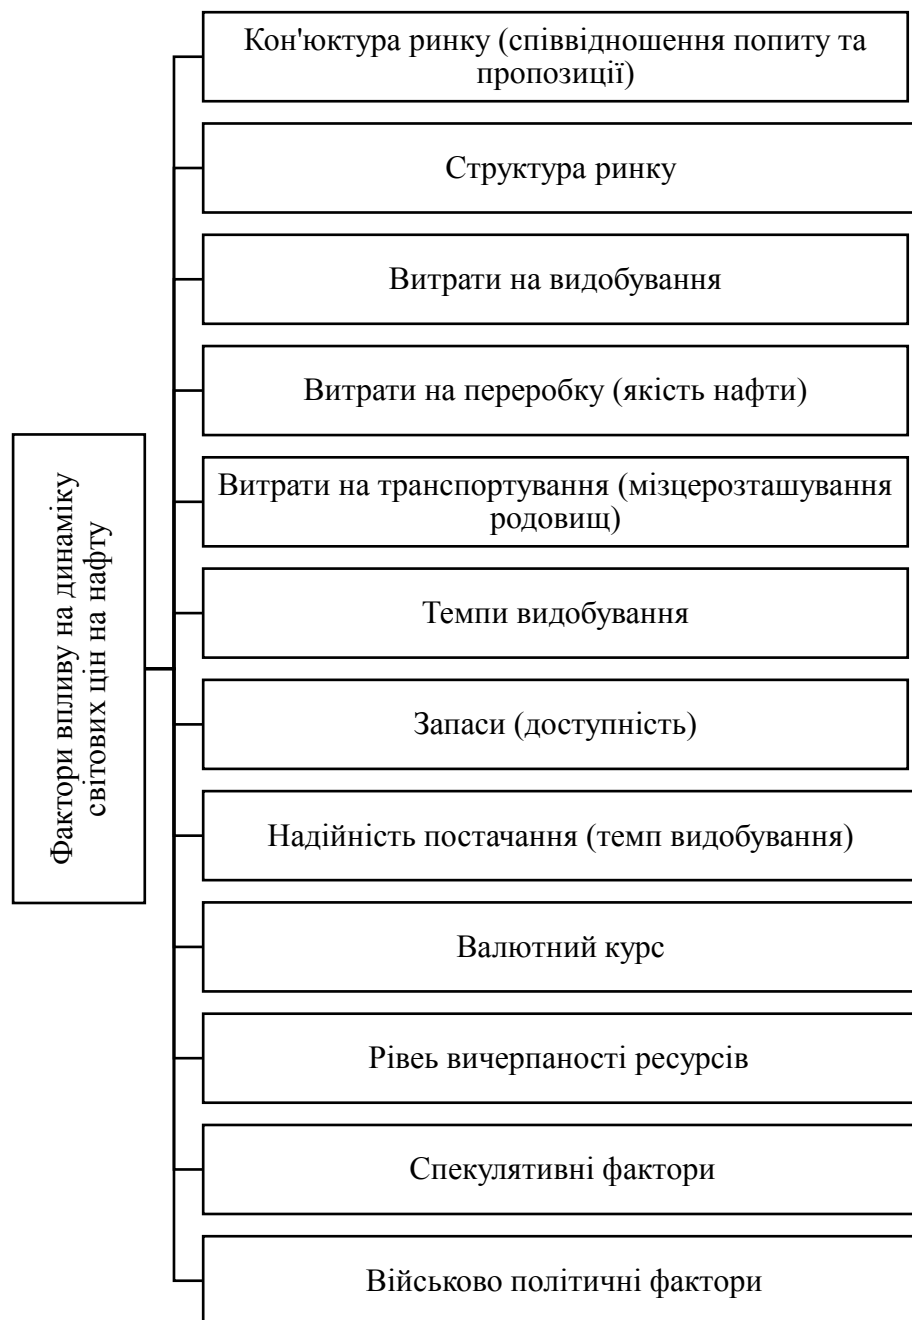 Кон'юктура ринку (співвідношення попиту та
пропозиції)
Структура ринку
Витрати на видобування
Витрати на переробку (якість нафти)
Витрати на транспортування (мізцерозташування
родовищ)
Темпи видобування
Запаси (доступність)
Надійність постачання (темп видобування)
Валютний курс
Рівеь вичерпаності ресурсів
Спекулятивні фактори
Військово політичні фактори
Фактори впливу на динаміку
світових цін на нафту